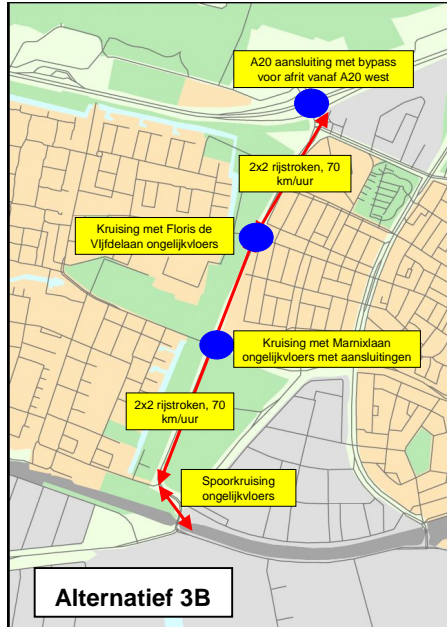 A20 aansluiting met bypass
voor afrit vanaf A20 west
2x2 rijstroken, 70
km/uur
Kruising met Floris de
VIjfdelaan ongelijkvloers
Kruising met Marnixlaan
ongelijkvloers met aansluitingen
2x2 rijstroken, 70
km/uur
Spoorkruising
ongelijkvloers
Alternatief 3B